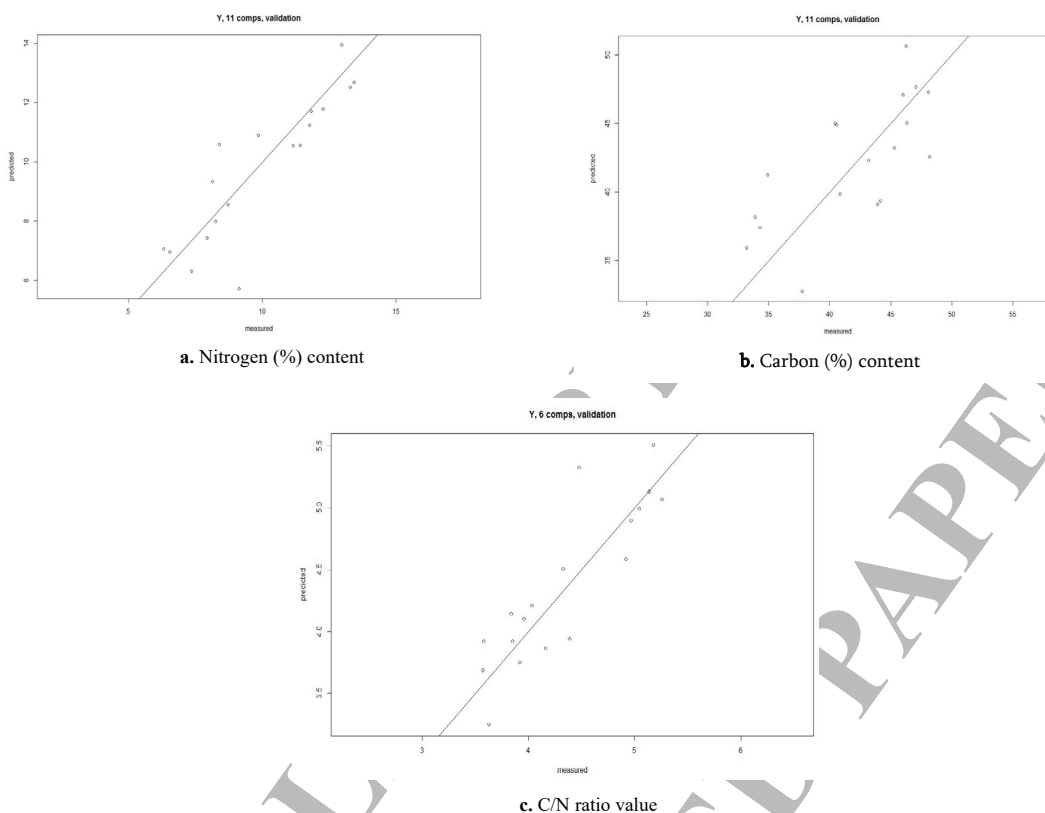 Y, 11 comps, validation
14
12
10
8
6
predicted
5
10
15
measured
a. Nitrogen (%) content
Y, 11 comps, validation
50
45
40
35
predicted
25
30
35
40
45
50
55
measured
b. Carbon (%) content
Y, 6 comps, validation
5.5
5.0
4.5
4.0
3.5
predicted
3
4
5
6
measured
c. C/N ratio value
PAPE